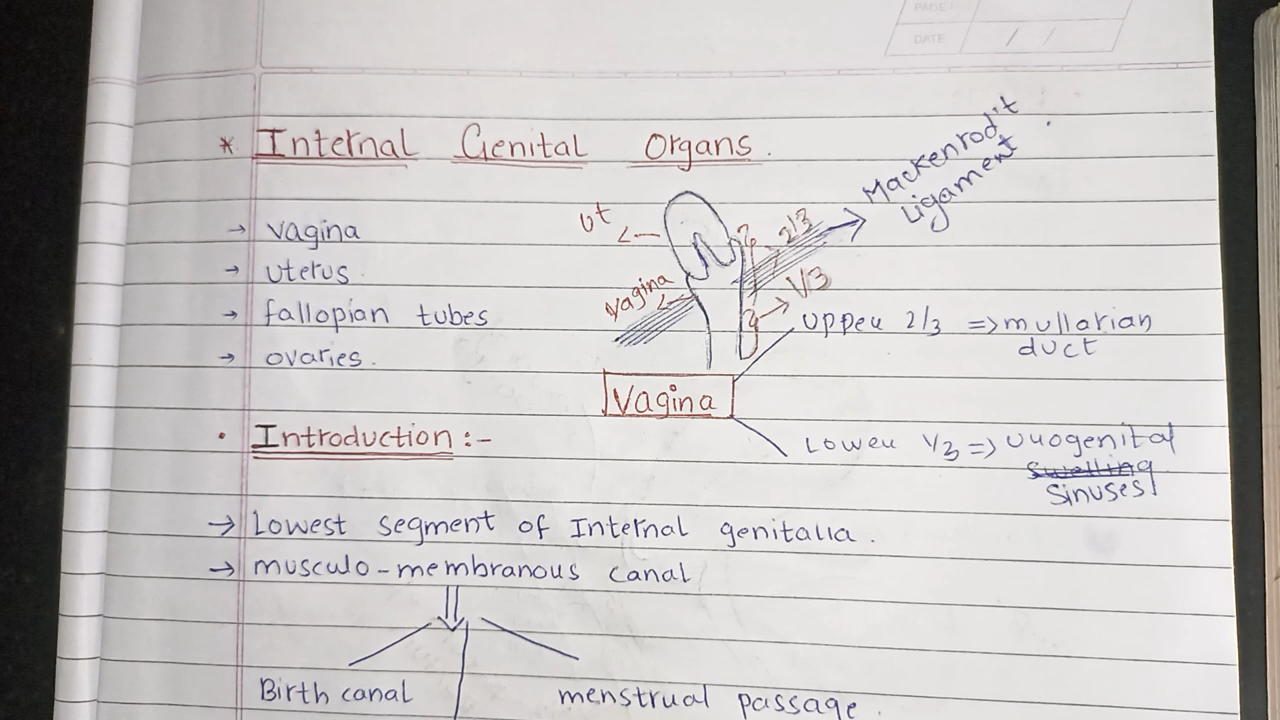 PAGE
DATE / /
* Internal Genital Organs.
→ vagina
→ uterus.
→ fallopian tubes
→ ovaries.
ut
vagina
2/3
1/3
Mackenrod't
Ligament
Vagina
Upper 2/3 => mullarian
duct
Lower 1/3 => urogenital
swelling
sinuses
• Introduction :-
→ Lowest segment of Internal genitalia.
→ musculo-membranous canal
Birth canal
menstrual passage.